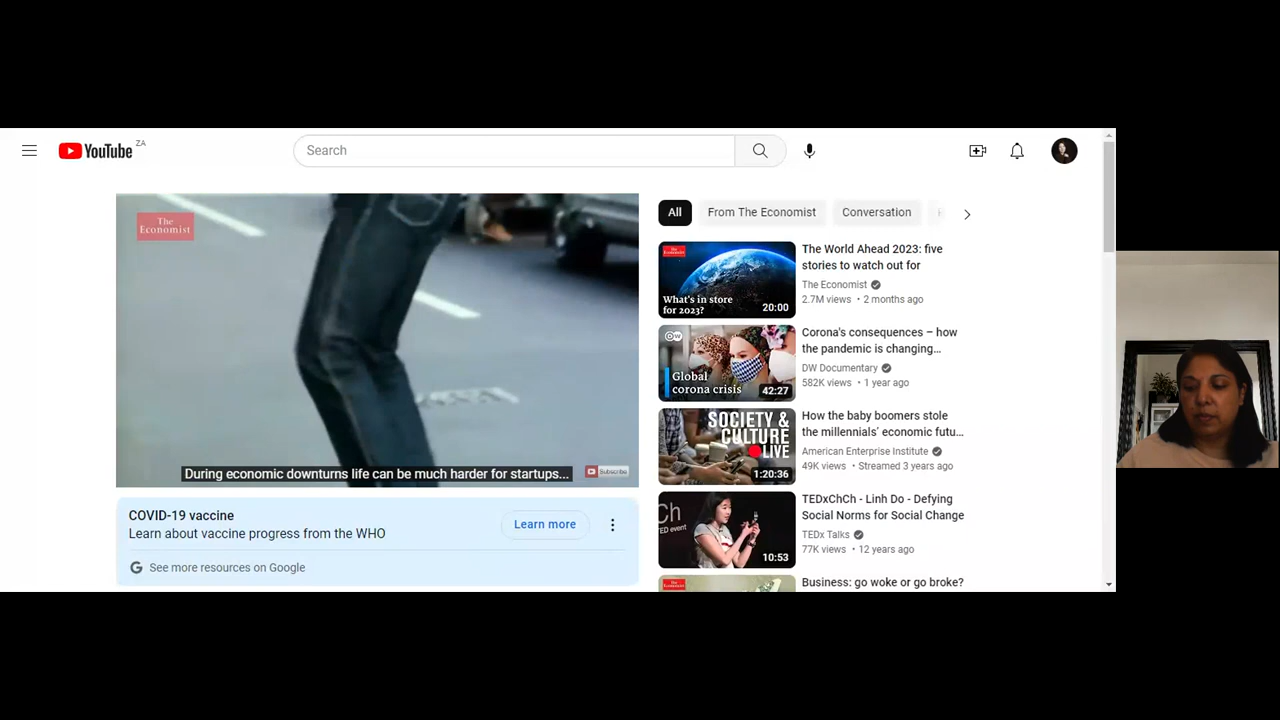 YouTube ZA
Search
The
Economist
During economic downturns life can be much harder for startups...
Subscribe
COVID-19 vaccine
Learn about vaccine progress from the WHO
Learn more
See more resources on Google
All
From The Economist
Conversation
What's in store
for 2023?
20:00
The World Ahead 2023: five
stories to watch out for
The Economist
2.7M views • 2 months ago
DW
Global
corona crisis
42:27
Corona's consequences – how
the pandemic is changing...
DW Documentary
582K views • 1 year ago
SOCIETY &
CULTURE
LIVE
1:20:36
How the baby boomers stole
the millennials' economic futu...
American Enterprise Institute
49K views • Streamed 3 years ago
Ch
ED event
10:53
TEDxChCh - Linh Do - Defying
Social Norms for Social Change
TEDx Talks
77K views • 12 years ago
Business: go woke or go broke?